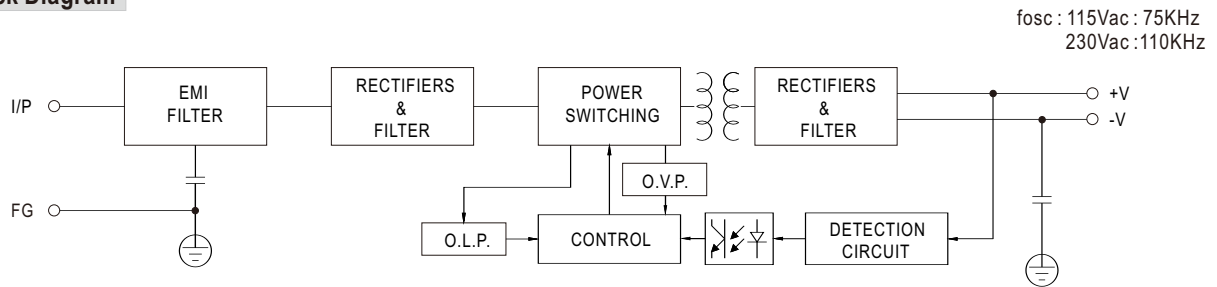 Diagram
fosc : 115Vac : 75KHz
230Vac :110KHz
I/P
EMI
FILTER
RECTIFIERS
&
FILTER
POWER
SWITCHING
RECTIFIERS
&
FILTER
+V
-V
O.V.P.
FG
O.L.P.
CONTROL
DETECTION
CIRCUIT